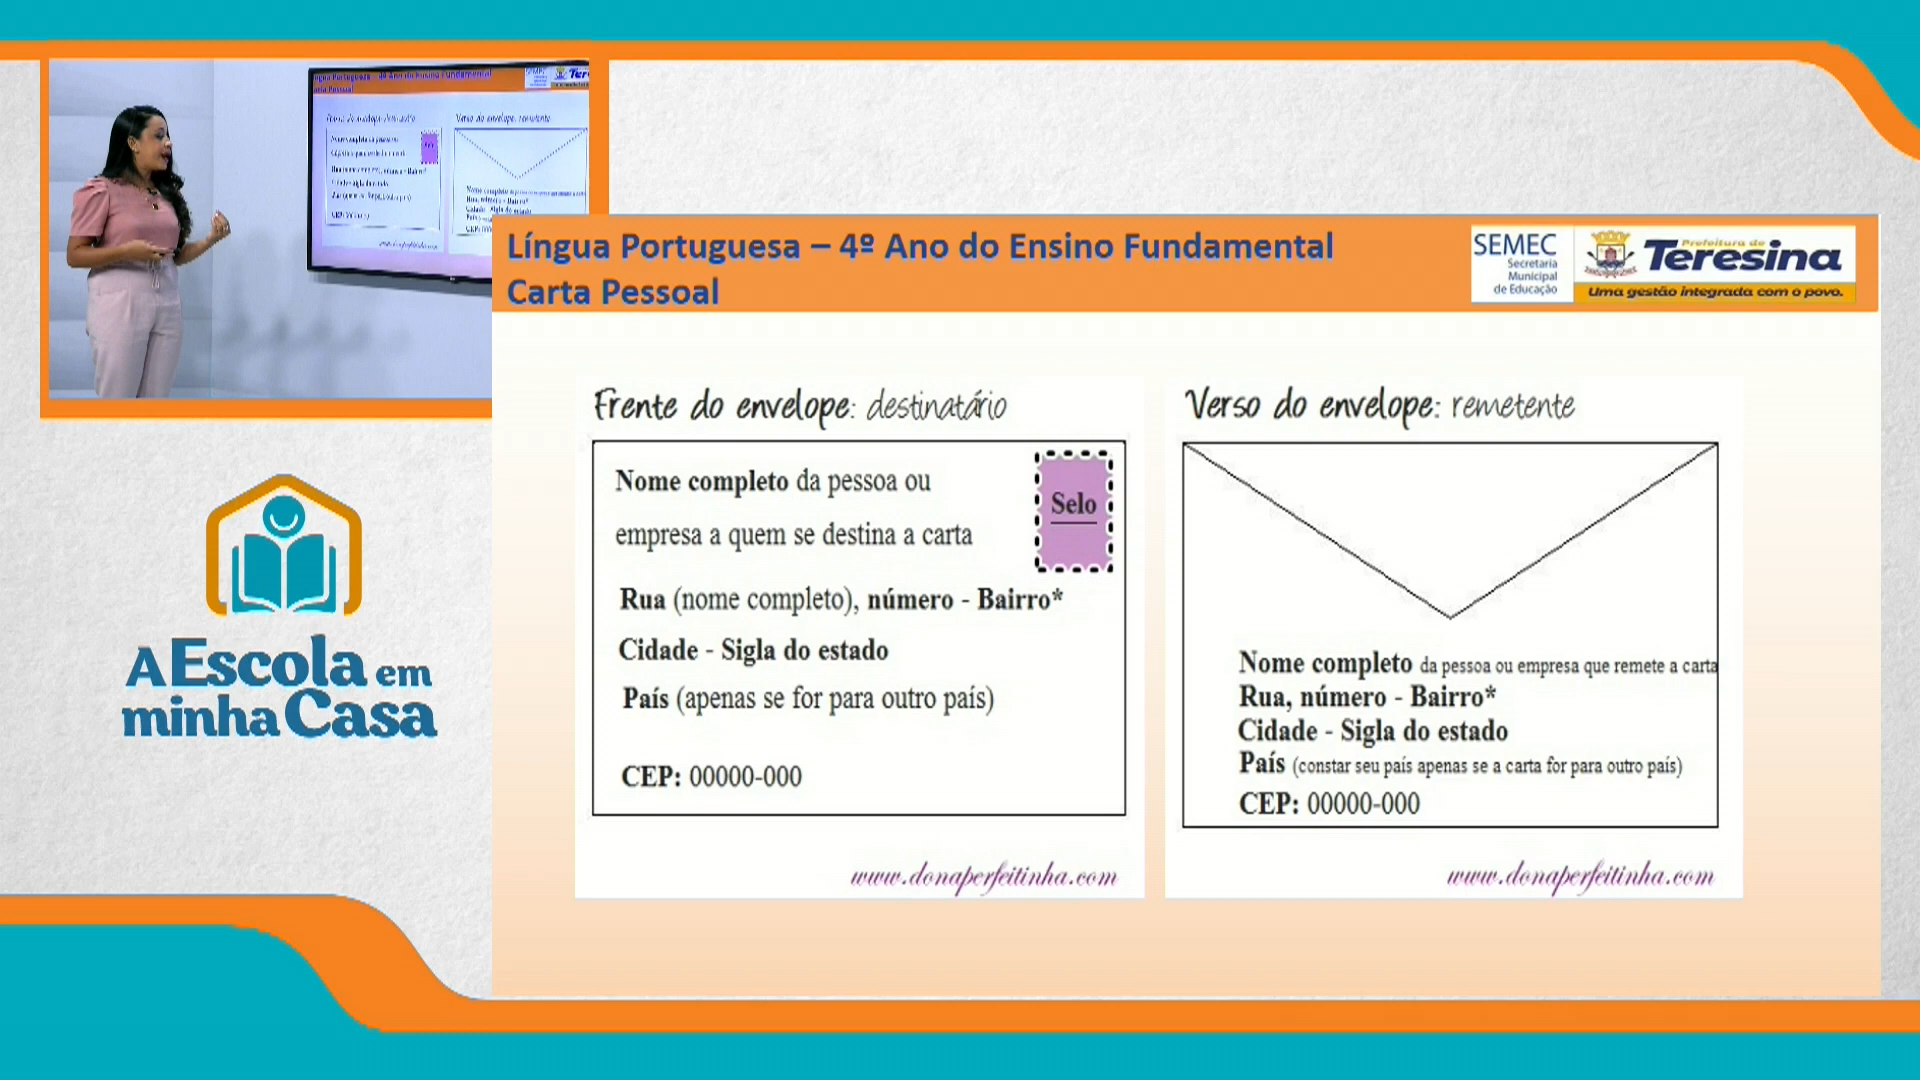 Língua Portuguesa – 4º Ano do Ensino Fundamental
Carta Pessoal
SEMEC
Secretaria
Municipal
de Educação
Prefeitura de
Teresina
Uma gestão integrada com o povo.
Frente do envelope: destinatário
Nome completo da pessoa ou
empresa a quem se destina a carta
Selo
Rua (nome completo), número - Bairro*
Cidade - Sigla do estado
País (apenas se for para outro país)
CEP: 00000-000
www.donaperfeitinha.com
Verso do envelope: remetente
Nome completo da pessoa ou empresa que remete a carta
Rua, número - Bairro*
Cidade - Sigla do estado
País (constar seu país apenas se a carta for para outro país)
CEP: 00000-000
www.donaperfeitinha.com
A Escola em
minha Casa